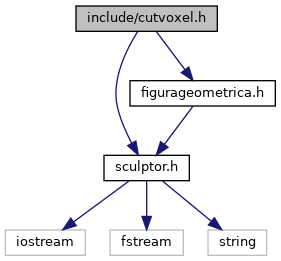 include/cutvoxel.h
figurageometrica.h
sculptor.h
iostream
fstream
string